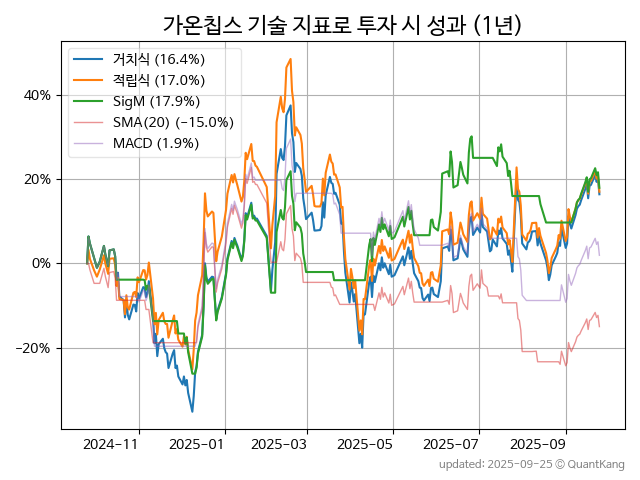 가온칩스 기술 지표로 투자 시 성과 (1년)
거치식 (16.4%)
적립식 (17.0%)
SigM (17.9%)
SMA(20) (−15.0%)
MACD (1.9%)
40%
20%
0%
−20%
2024-11 2025-01 2025-03 2025-05 2025-07 2025-09
updated: 2025-09-25 ⓒ QuantKang